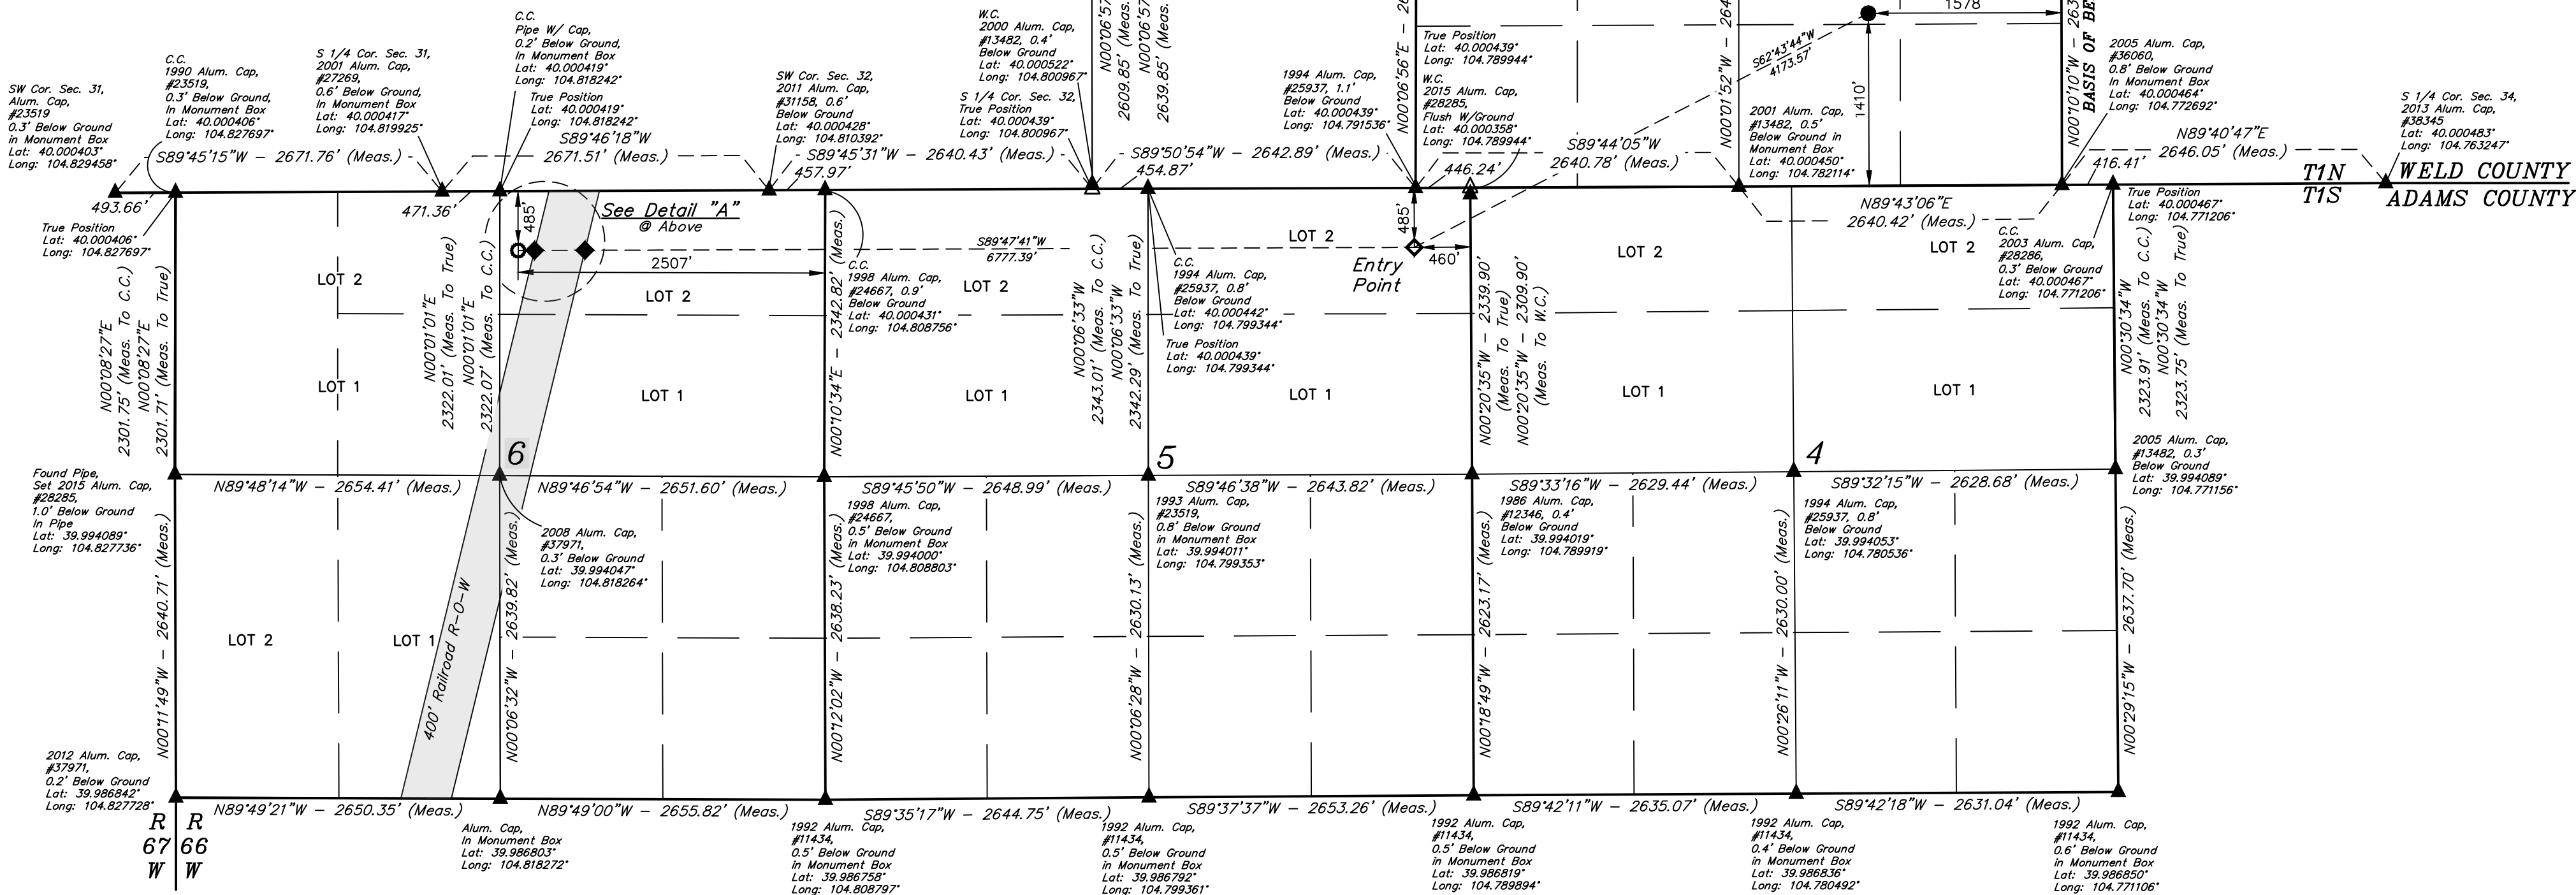 SW Cor. Sec. 31,
Alum. Cap,
#23519
0.3' Below Ground
in Monument Box
Lat: 40.000403°
Long: 104.829458°
C.C.
1990 Alum. Cap,
#23519,
0.3' Below Ground,
In Monument Box
Lat: 40.000406°
Long: 104.827697°
S 1/4 Cor. Sec. 31,
2001 Alum. Cap,
#27269,
0.6' Below Ground,
In Monument Box
Lat: 40.000417°
Long: 104.819925°
C.C.
Pipe W/ Cap,
0.2' Below Ground,
In Monument Box
Lat: 40.000419°
Long: 104.818242°
True Position
Lat: 40.000419°
Long: 104.818242°
SW Cor. Sec. 32,
2011 Alum. Cap,
#31158, 0.6'
Below Ground
Lat: 40.000428°
Long: 104.810392°
W.C.
2000 Alum. Cap,
#13482, 0.4'
Below Ground
Lat: 40.000522°
Long: 104.800967°
S 1/4 Cor. Sec. 32,
True Position
Lat: 40.000439°
Long: 104.800967°
2609.85' (Meas.
2639.85' (Meas.
1994 Alum. Cap,
#25937, 1.1'
Below Ground
Lat: 40.000439°
Long: 104.791536°
N00°06'56"E - 26
True Position
Lat: 40.000439°
Long: 104.789944°
W.C.
2015 Alum. Cap,
#28285,
Flush W/Ground
Lat: 40.000358°
Long: 104.789944°
S62°43'44"W
4173.57'
1578
1410'
N00°01'52"W - 264
N00°10'10"W - 263
BASIS OF BE
2001 Alum. Cap,
#13482, 0.5'
Below Ground in
Monument Box
Lat: 40.000450°
Long: 104.782114°
2005 Alum. Cap,
#36060,
0.8' Below Ground
In Monument Box
Lat: 40.000464°
Long: 104.772692°
S 1/4 Cor. Sec. 34,
2013 Alum. Cap,
#38345
Lat: 40.000483°
Long: 104.763247°
S89°45'15"W - 2671.76' (Meas.)
S89°46'18"W
2671.51' (Meas.)
S89°45'31"W - 2640.43' (Meas.)
S89°50'54"W - 2642.89' (Meas.)
S89°44'05"W
2640.78' (Meas.)
N89°43'06"E
2640.42' (Meas.)
N89°40'47"E
2646.05' (Meas.)
493.66'
471.36'
457.97'
454.87'
446.24'
416.41'
T1N WELD COUNTY
T1S ADAMS COUNTY
True Position
Lat: 40.000406°
Long: 104.827697°
485'
See Detail "A"
@ Above
2507'
S89°47'41"W
6777.39'
485'
460'
Entry
Point
LOT 2
LOT 2
LOT 2
LOT 2
LOT 2
LOT 2
C.C.
1998 Alum. Cap,
#24667, 0.9'
Below Ground
Lat: 40.000431°
Long: 104.808756°
C.C.
1994 Alum. Cap,
#25937, 0.8'
Below Ground
Lat: 40.000442°
Long: 104.799344°
True Position
Lat: 40.000439°
Long: 104.799344°
C.C.
2003 Alum. Cap,
#28286,
0.3' Below Ground
Lat: 40.000467°
Long: 104.771206°
True Position
Lat: 40.000467°
Long: 104.771206°
N00°08'27"E
2301.75' (Meas. To C.C.)
N00°08'27"E
2301.71' (Meas. To True)
N00°01'01"E
2322.01' (Meas. To True)
N00°01'01"E
2322.07' (Meas. To C.C.)
N00°10'34"E - 2342.82' (Meas.)
N00°06'33"W
2343.01' (Meas. To C.C.)
N00°06'33"W
2342.29' (Meas. To True)
N00°20'35"W - 2339.90'
(Meas. To True)
N00°20'35"W - 2309.90'
(Meas. To W.C.)
N00°30'34"W
2323.91' (Meas. To C.C.)
N00°30'34"W
2323.75' (Meas. To True)
LOT 1
LOT 1
LOT 1
LOT 1
LOT 1
LOT 1
6
5
4
Found Pipe,
Set 2015 Alum. Cap,
#28285,
1.0' Below Ground
In Pipe
Lat: 39.994089°
Long: 104.827736°
N89°48'14"W - 2654.41' (Meas.)
N89°46'54"W - 2651.60' (Meas.)
S89°45'50"W - 2648.99' (Meas.)
S89°46'38"W - 2643.82' (Meas.)
S89°33'16"W - 2629.44' (Meas.)
S89°32'15"W - 2628.68' (Meas.)
2005 Alum. Cap,
#13482, 0.3'
Below Ground
Lat: 39.994089°
Long: 104.771156°
2008 Alum. Cap,
#37971,
0.3' Below Ground
Lat: 39.994047°
Long: 104.818264°
1998 Alum. Cap,
#24667,
0.5' Below Ground
in Monument Box
Lat: 39.994000°
Long: 104.808803°
1993 Alum. Cap,
#23519,
0.8' Below Ground
in Monument Box
Lat: 39.994011°
Long: 104.799353°
1986 Alum. Cap,
#12346, 0.4'
Below Ground
Lat: 39.994019°
Long: 104.789919°
1994 Alum. Cap,
#25937, 0.8'
Below Ground
Lat: 39.994053°
Long: 104.780536°
N00°11'49"W - 2640.71' (Meas.)
LOT 2
LOT 1
400' Railroad R-O-W
N00°06'32"W - 2639.82' (Meas.)
N00°12'02"W - 2638.23' (Meas.)
N00°06'28"W - 2630.13' (Meas.)
N00°18'49"W - 2623.17' (Meas.)
N00°26'11"W - 2630.00' (Meas.)
N00°29'15"W - 2637.70' (Meas.)
2012 Alum. Cap,
#37971,
0.2' Below Ground
Lat: 39.986842°
Long: 104.827728°
N89°49'21"W - 2650.35' (Meas.)
N89°49'00"W - 2655.82' (Meas.)
S89°35'17"W - 2644.75' (Meas.)
S89°37'37"W - 2653.26' (Meas.)
S89°42'11"W - 2635.07' (Meas.)
S89°42'18"W - 2631.04' (Meas.)
R R
67 66
W W
Alum. Cap,
In Monument Box
Lat: 39.986803°
Long: 104.818272°
1992 Alum. Cap,
#11434,
0.5' Below Ground
in Monument Box
Lat: 39.986758°
Long: 104.808797°
1992 Alum. Cap,
#11434,
0.5' Below Ground
in Monument Box
Lat: 39.986792°
Long: 104.799361°
1992 Alum. Cap,
#11434,
0.5' Below Ground
in Monument Box
Lat: 39.986819°
Long: 104.789894°
1992 Alum. Cap,
#11434,
0.4' Below Ground
in Monument Box
Lat: 39.986836°
Long: 104.780492°
1992 Alum. Cap,
#11434,
0.6' Below Ground
in Monument Box
Lat: 39.986850°
Long: 104.771106°